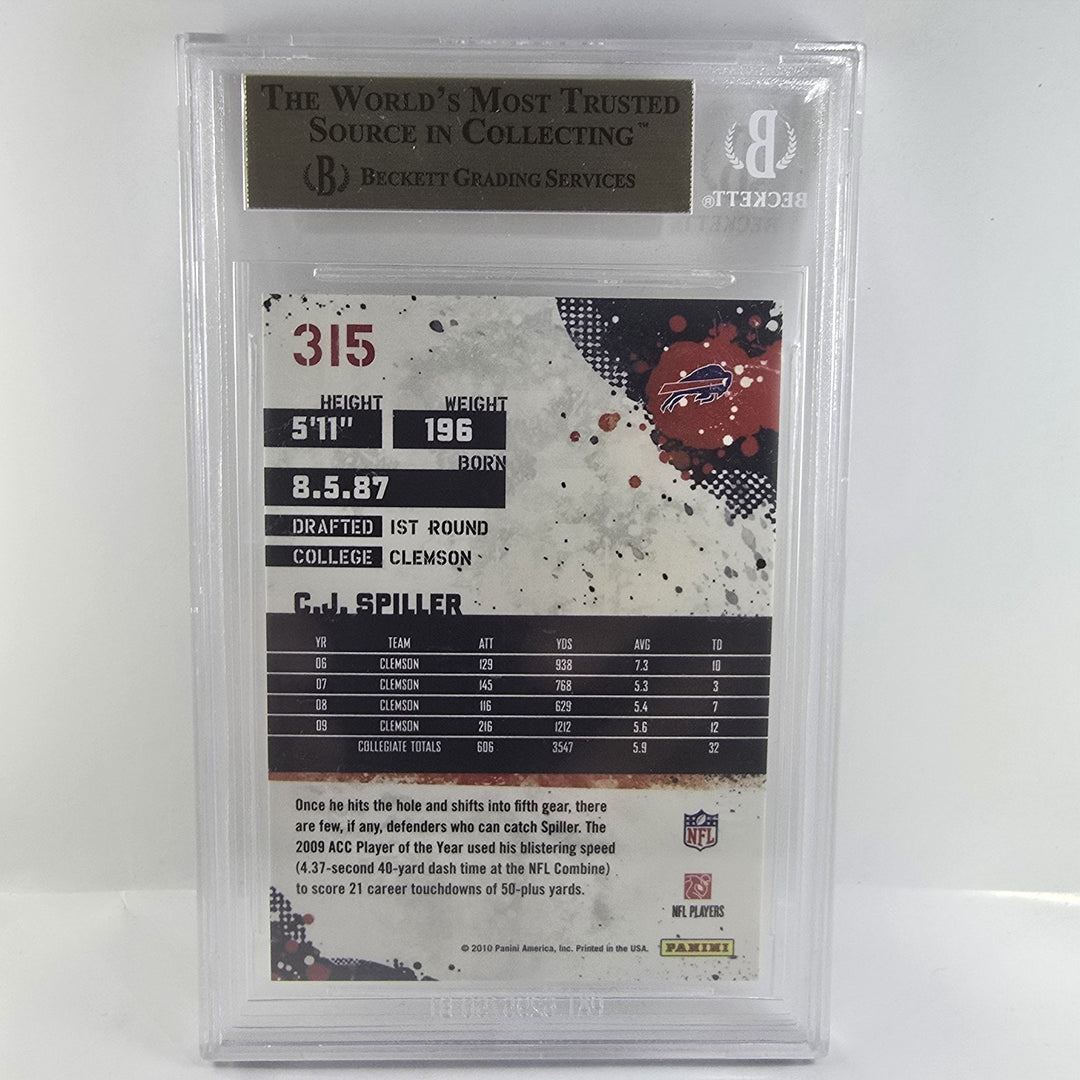 THE WORLD'S MOST TRUSTED
SOURCE IN COLLECTING™
B BECKETT GRADING SERVICES
B
BECKETT®
315
HEIGHT WEIGHT
5'11" 196
BORN
8.5.87
DRAFTED 1ST ROUND
COLLEGE CLEMSON
C.J. SPILLER
YR TEAM ATT YDS AVG TD
06 CLEMSON 129 938 7.3 10
07 CLEMSON 145 768 5.3 3
08 CLEMSON 116 629 5.4 7
09 CLEMSON 216 1212 5.6 12
COLLEGIATE TOTALS 606 3547 5.9 32
Once he hits the hole and shifts into fifth gear, there
are few, if any, defenders who can catch Spiller. The
2009 ACC Player of the Year used his blistering speed
(4.37-second 40-yard dash time at the NFL Combine)
to score 21 career touchdowns of 50-plus yards.
NFL
NFL PLAYERS
© 2010 Panini America, Inc. Printed in the USA.
PANINI